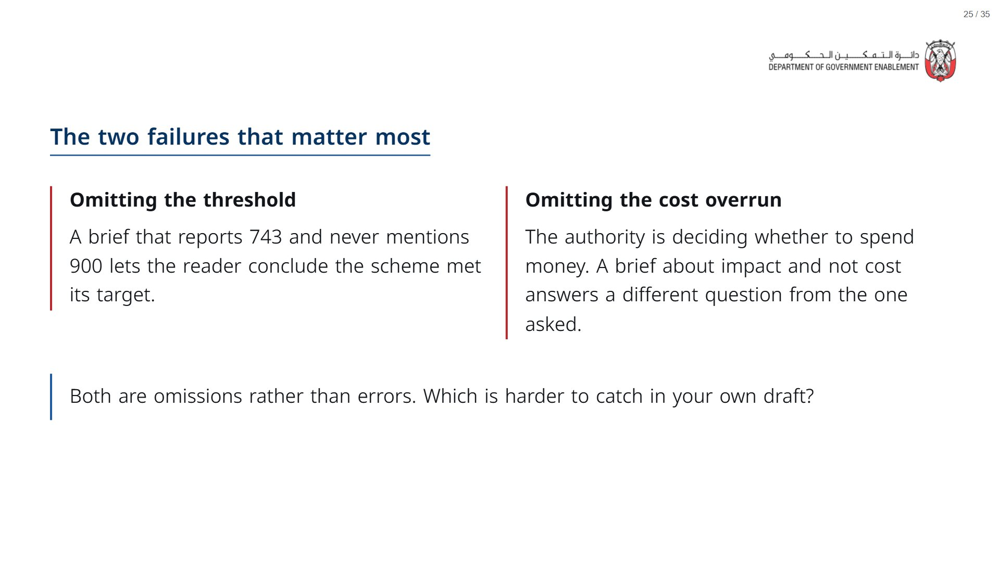 25 / 35
دائرة التمكين الحكومي
DEPARTMENT OF GOVERNMENT ENABLEMENT
The two failures that matter most
Omitting the threshold
A brief that reports 743 and never mentions
900 lets the reader conclude the scheme met
its target.
Omitting the cost overrun
The authority is deciding whether to spend
money. A brief about impact and not cost
answers a different question from the one
asked.
Both are omissions rather than errors. Which is harder to catch in your own draft?